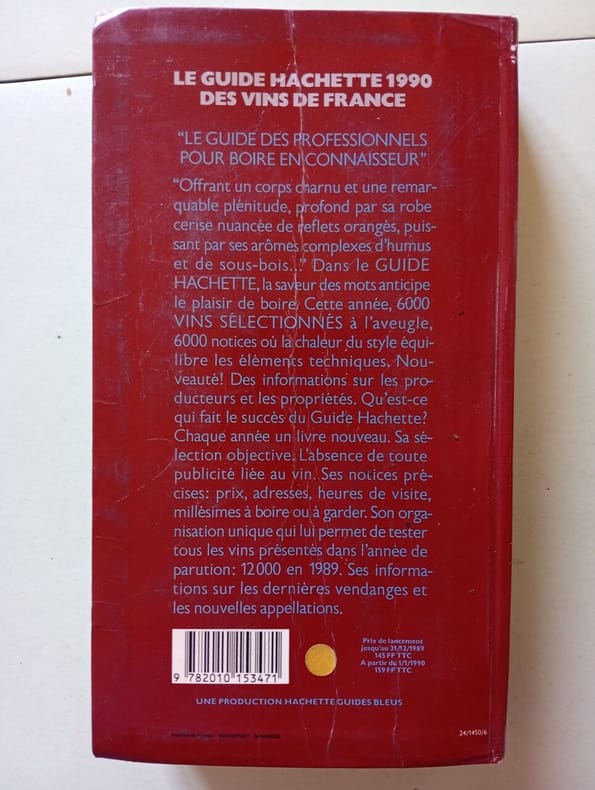 LE GUIDE HACHETTE 1990
DES VINS DE FRANCE
“LE GUIDE DES PROFESSIONNELS
POUR BOIRE EN CONNAISSEUR”
“Offrant un corps charnu et une remar-
quable plénitude, profond par sa robe
cerise nuancée de reflets orangés, puis-
sant par ses arômes complexes d’humus
et de sous-bois...” Dans le GUIDE
HACHETTE, la saveur des mots anticipe
le plaisir de boire. Cette année, 6000
VINS SÉLECTIONNÉS à l’aveugle,
6000 notices où la chaleur du style équi-
libre les éléments techniques. Nou-
veauté! Des informations sur les pro-
ducteurs et les propriétés. Qu’est-ce
qui fait le succès du Guide Hachette?
Chaque année un livre nouveau. Sa sé-
lection objective. L’absence de toute
publicité liée au vin. Ses notices pré-
cises: prix, adresses, heures de visite,
millésimes à boire ou à garder. Son orga-
nisation unique qui lui permet de tester
tous les vins présentés dans l’année de
parution: 12000 en 1989. Ses informa-
tions sur les dernières vendanges et
les nouvelles appellations.
9 782010 153471
Prix de lancement
jusqu’au 31/12/1989
145 FF TTC
A partir du 1/1/1990
159 FF TTC
UNE PRODUCTION HACHETTE GUIDES BLEUS
24/1450/6